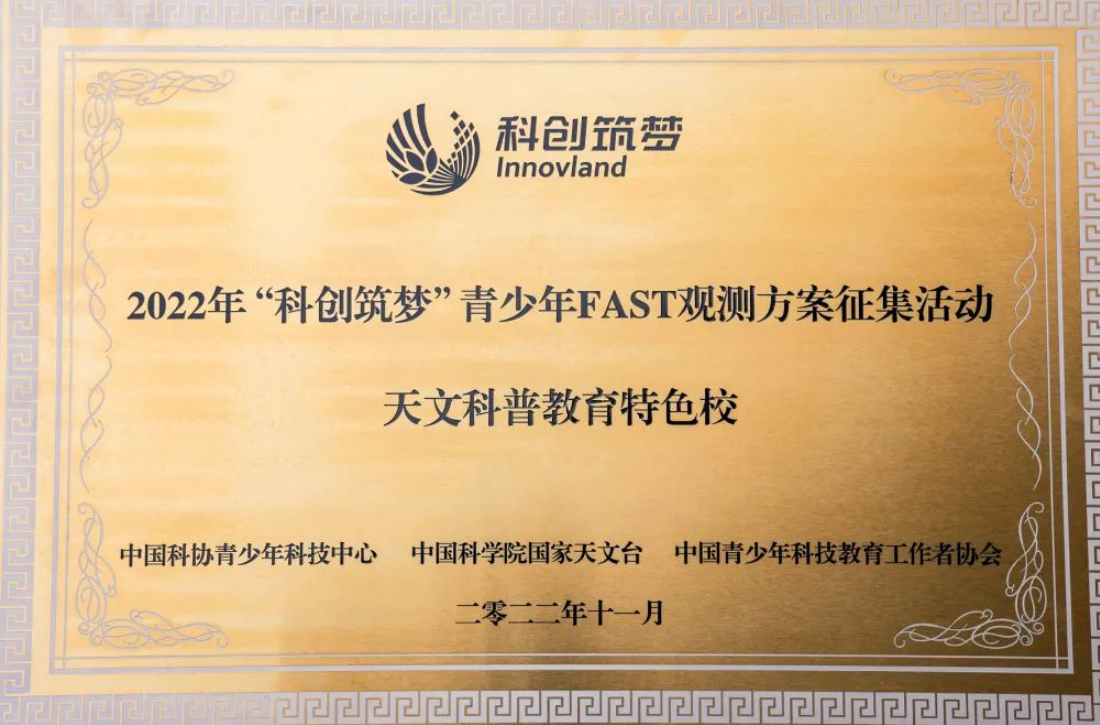 科创筑梦
Innovland
2022年“科创筑梦”青少年FAST观测方案征集活动
天文科普教育特色校
中国科协青少年科技中心 中国科学院国家天文台 中国青少年科技教育工作者协会
二零二二年十一月